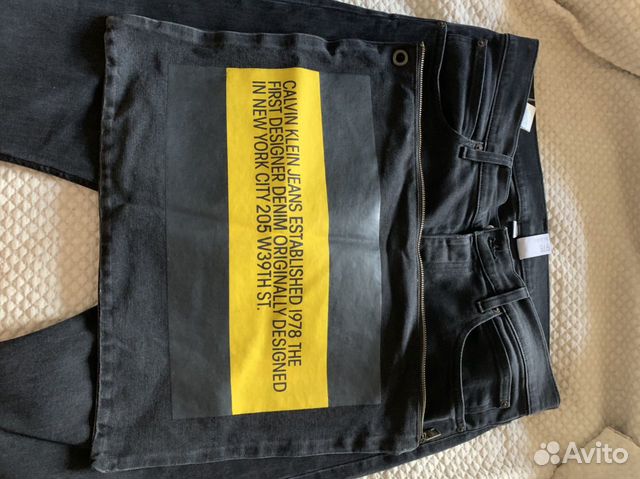 CALVIN KLEIN JEANS ESTABLISHED 1978 THE
FIRST DESIGNER DENIM ORIGINALLY DESIGNED
IN NEW YORK CITY 205 W39TH ST.
Avito